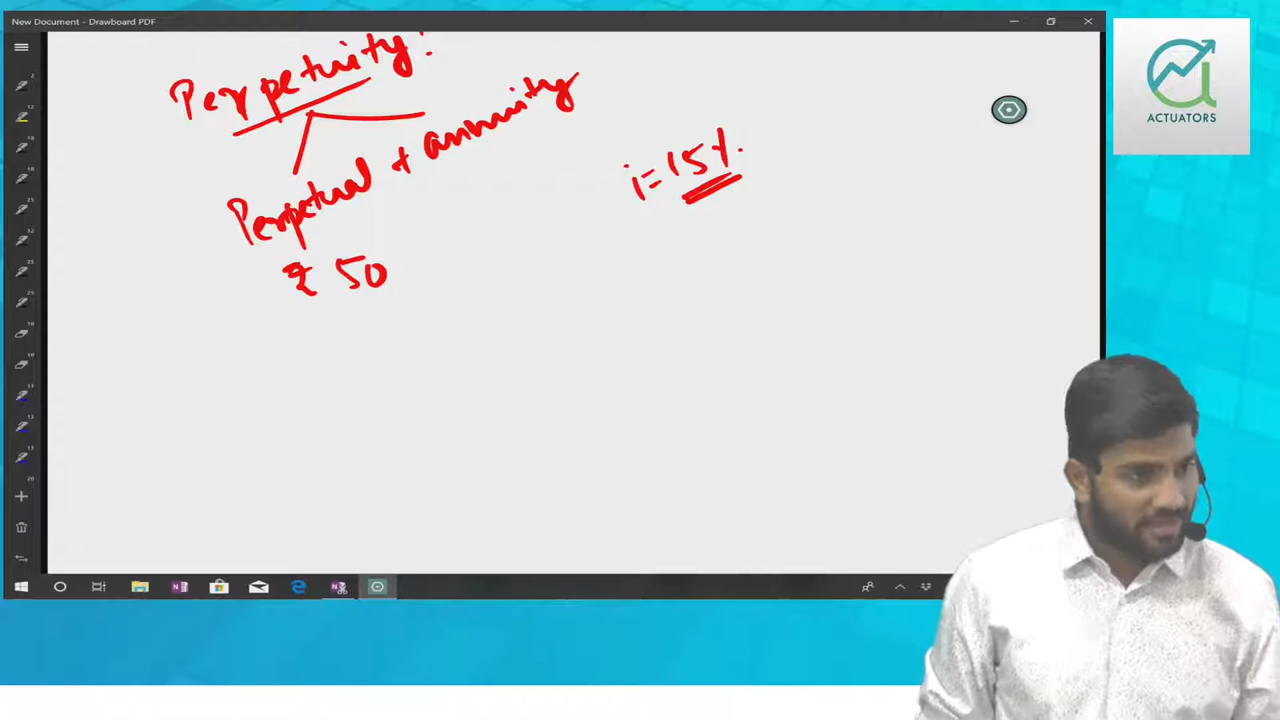 New Document - Drawboard PDF
Perpetuity:
Perpetual + annuity
i = 15%.
₹ 50
ACTUATORS